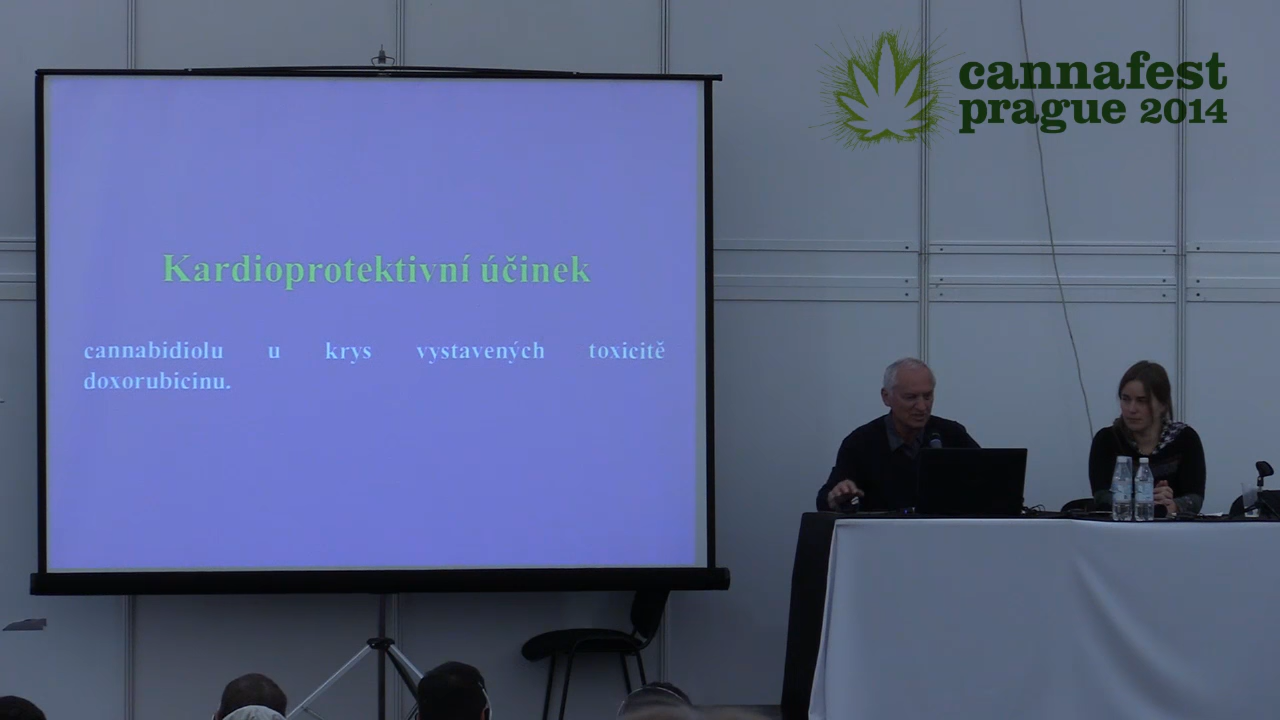 cannafest
prague 2014
Kardioprotektivní účinek
cannabidiolu u krys vystavených toxicitě
doxorubicinu.